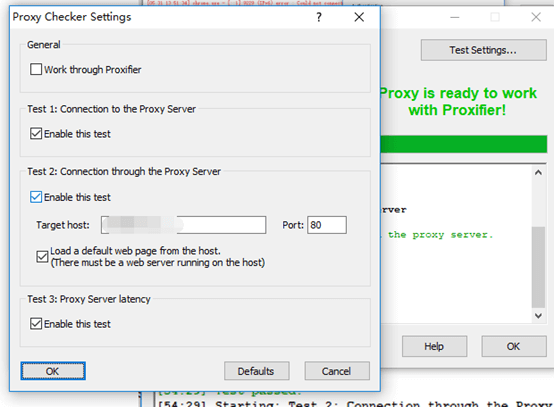 Proxy Checker Settings
General
Work through Proxifier
Test 1: Connection to the Proxy Server
Enable this test
Test 2: Connection through the Proxy Server
Enable this test
Target host:
Port: 80
Load a default web page from the host.
(There must be a web server running on the host)
Test 3: Proxy Server latency
Enable this test
OK
Defaults
Cancel
Test Settings...
Proxy is ready to work
with Proxifier!
rver
the proxy server.
Help
OK
[54:29] Test passed.
[54:29] Starting: Test 2: Connection through the Proxy